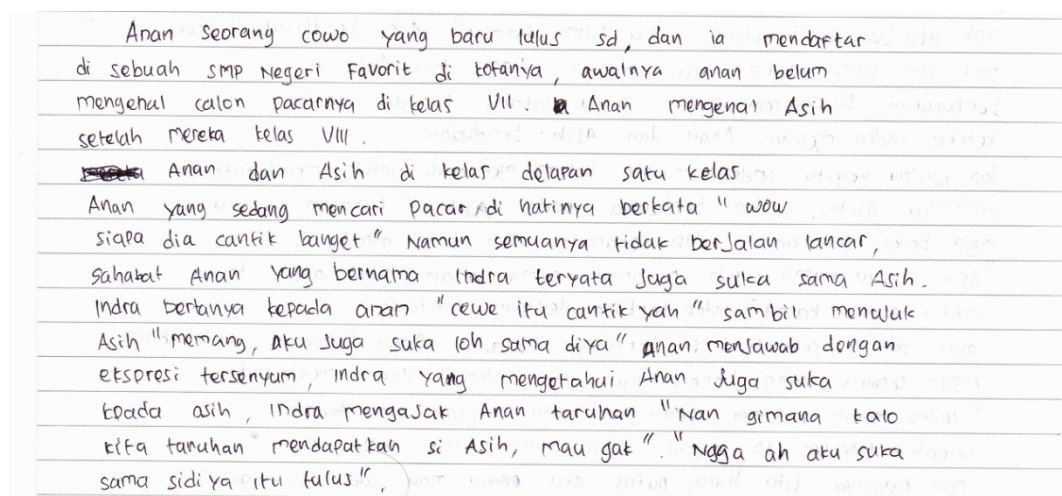 Anan seorang cowo yang baru lulus sd, dan ia mendaftar
di sebuah SMP Negeri Favorit di kotanya, awalnya anan belum
mengenal calon pacarnya di kelas VII. Anan mengenal Asih
setelah mereka kelas VIII.
Anan dan Asih di kelas delapan satu kelas
Anan yang sedang mencari pacar di hatinya berkata "wow
siapa dia cantik banget" Namun semuanya tidak berjalan lancar,
sahabat Anan yang bernama Indra teryata juga suka sama Asih.
Indra bertanya kepada anan "cewe itu cantik yah" sambil menujuk
Asih "memang, aku juga suka loh sama diya" Anan menjawab dengan
ekspresi tersenyum, Indra yang mengetahui Anan juga suka
kpada asih, Indra mengajak Anan taruhan "Nan gimana kalo
kita taruhan mendapatkan si Asih, mau gak". "Ngga ah aku suka
sama sidiya itu tulus".